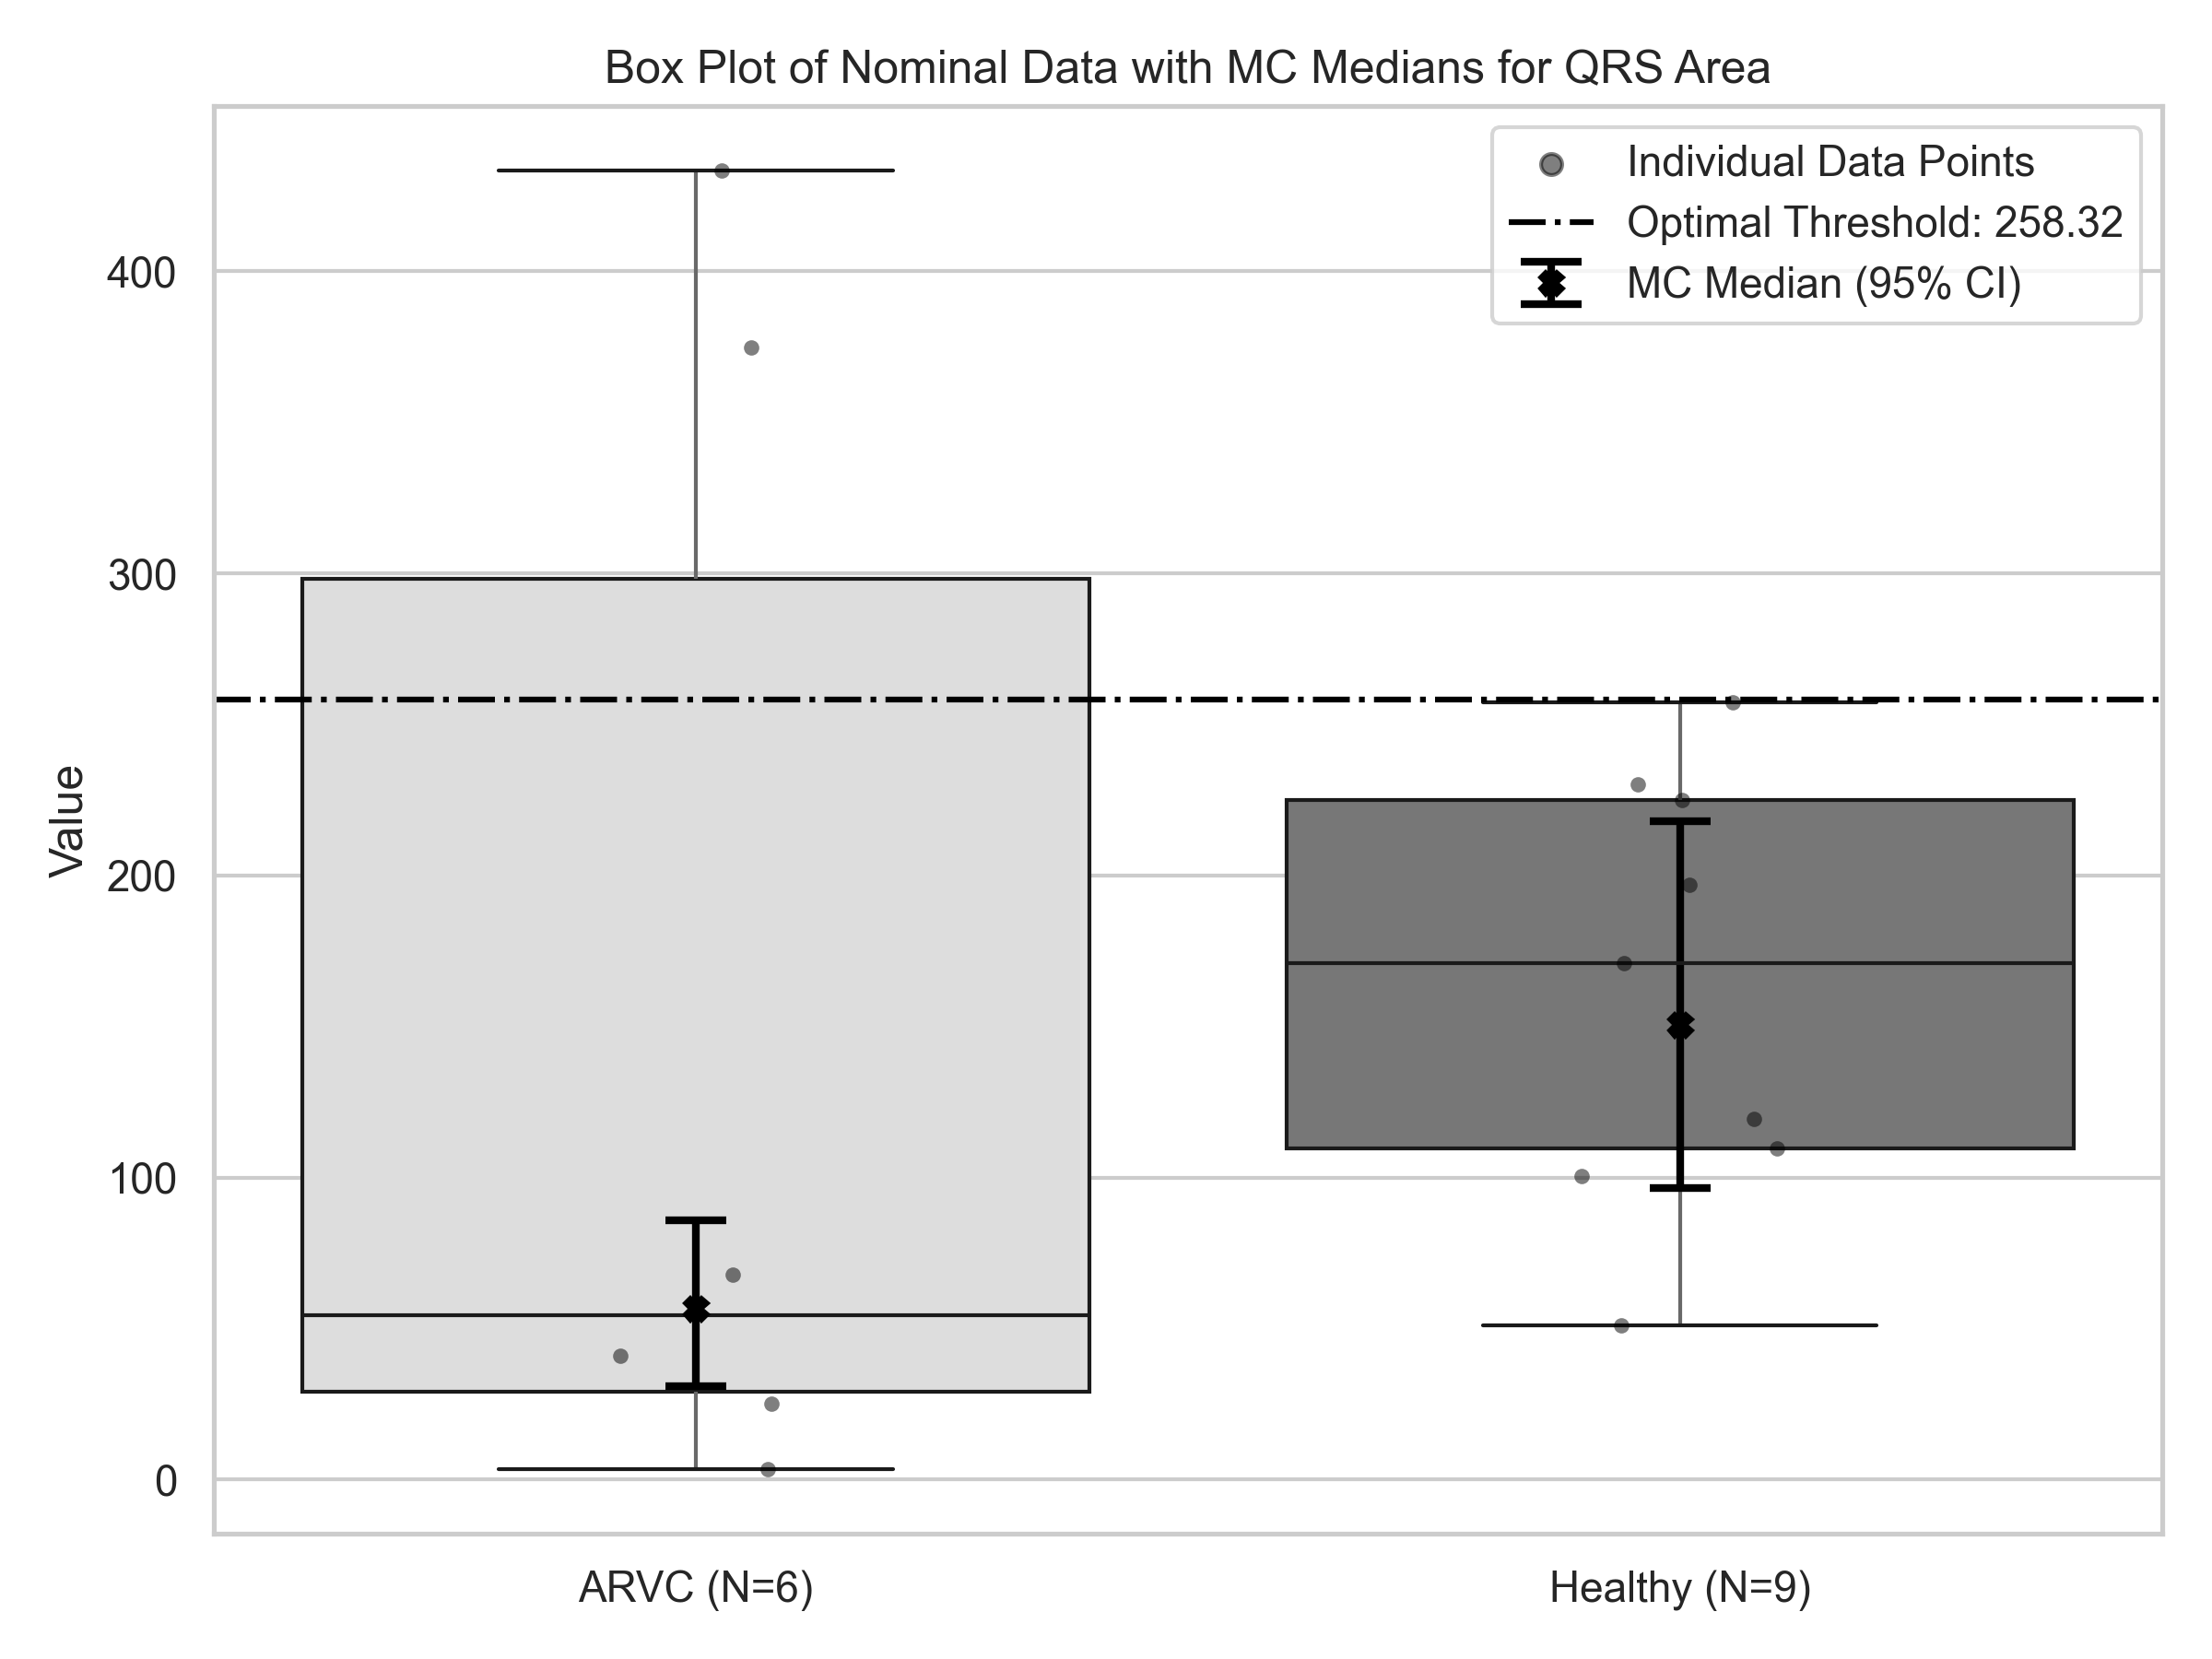 Box Plot of Nominal Data with MC Medians for QRS Area
Individual Data Points
Optimal Threshold: 258.32
MC Median (95% CI)
Value
400
300
200
100
0
ARVC (N=6)
Healthy (N=9)